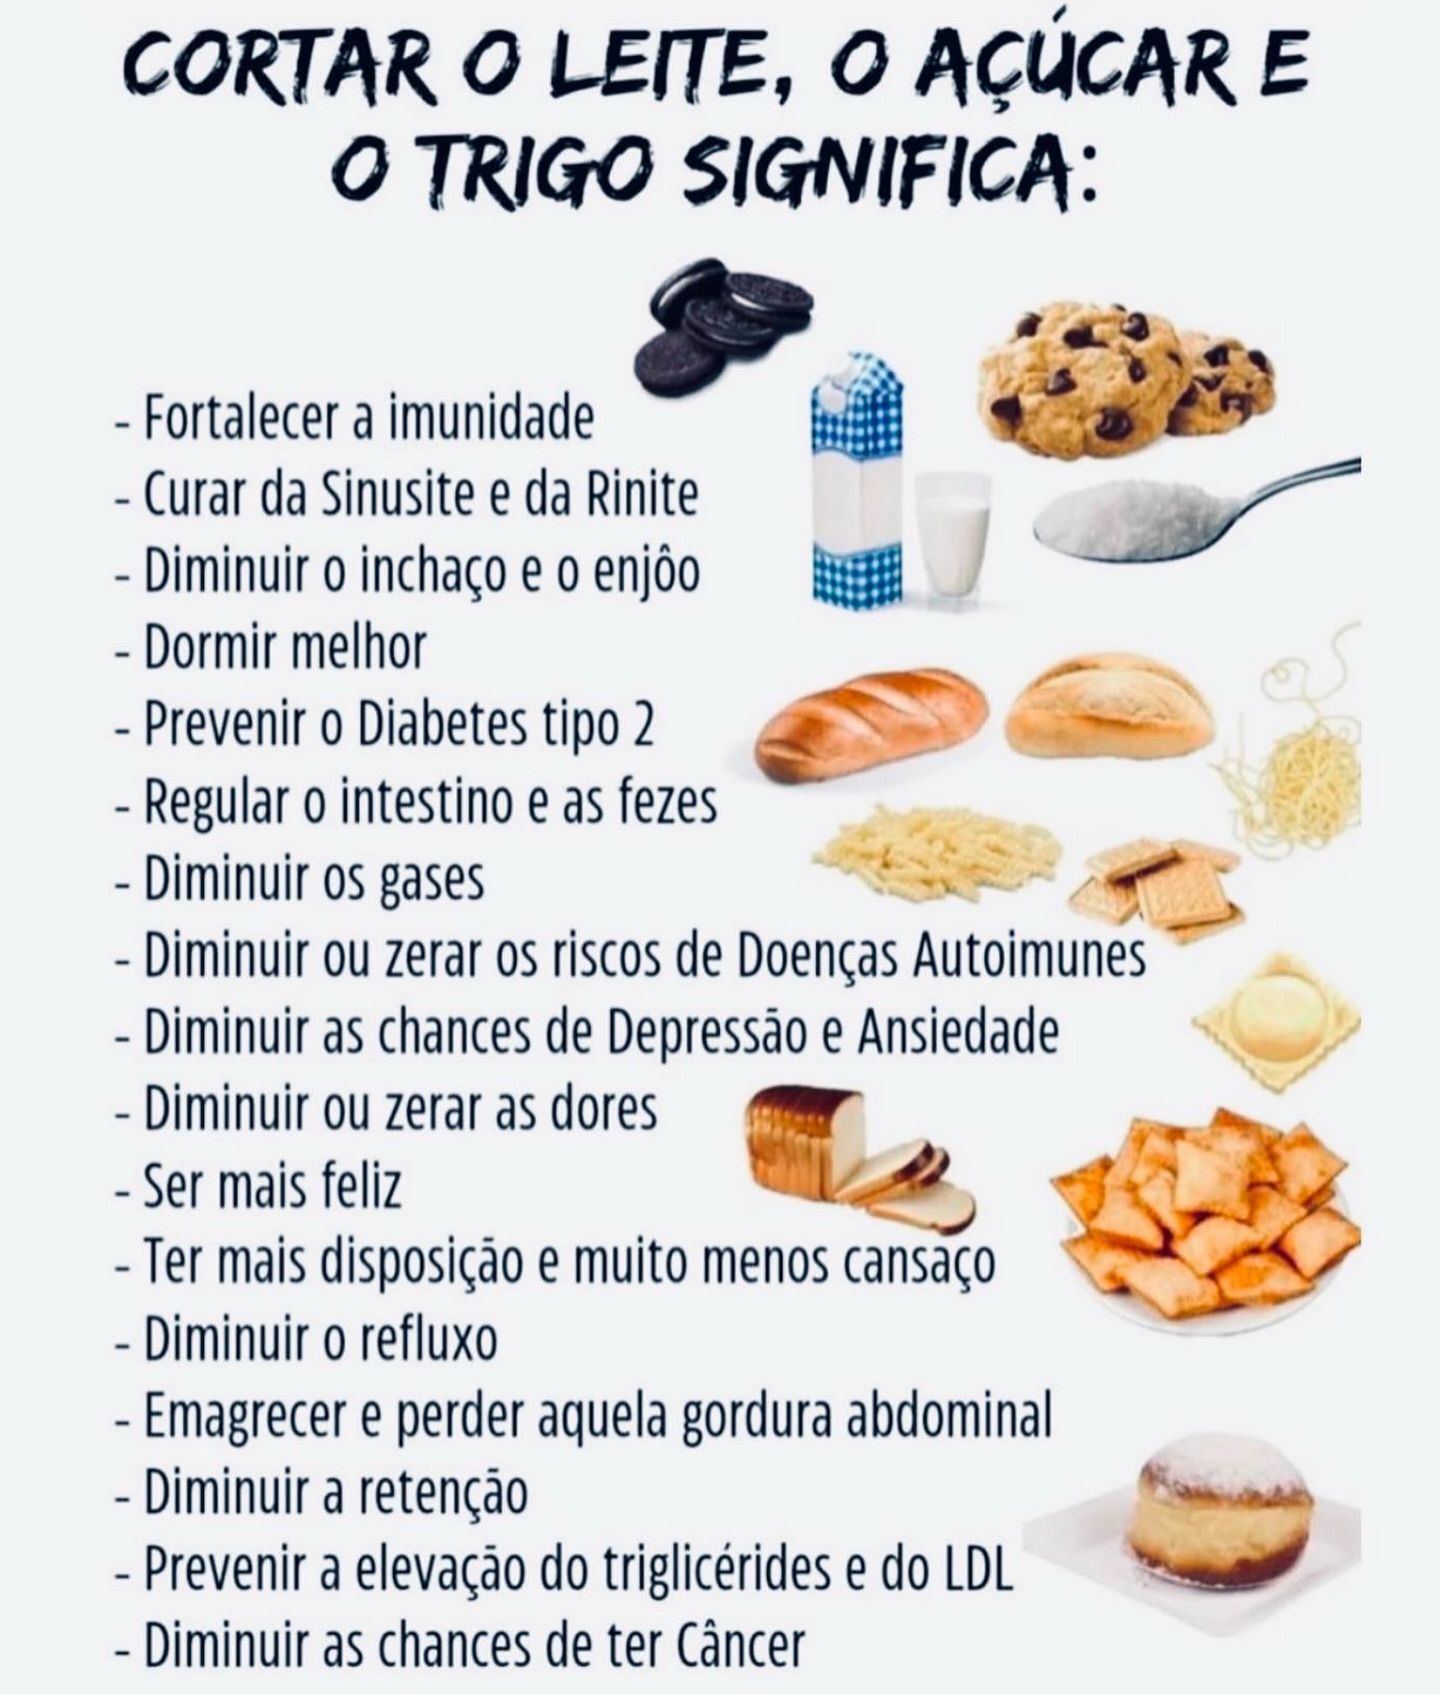 CORTAR O LEITE, O AÇÚCAR E
O TRIGO SIGNIFICA:
- Fortalecer a imunidade
- Curar da Sinusite e da Rinite
- Diminuir o inchaço e o enjôo
- Dormir melhor
- Prevenir o Diabetes tipo 2
- Regular o intestino e as fezes
- Diminuir os gases
- Diminuir ou zerar os riscos de Doenças Autoimunes
- Diminuir as chances de Depressão e Ansiedade
- Diminuir ou zerar as dores
- Ser mais feliz
- Ter mais disposição e muito menos cansaço
- Diminuir o refluxo
- Emagrecer e perder aquela gordura abdominal
- Diminuir a retenção
- Prevenir a elevação do triglicérides e do LDL
- Diminuir as chances de ter Câncer